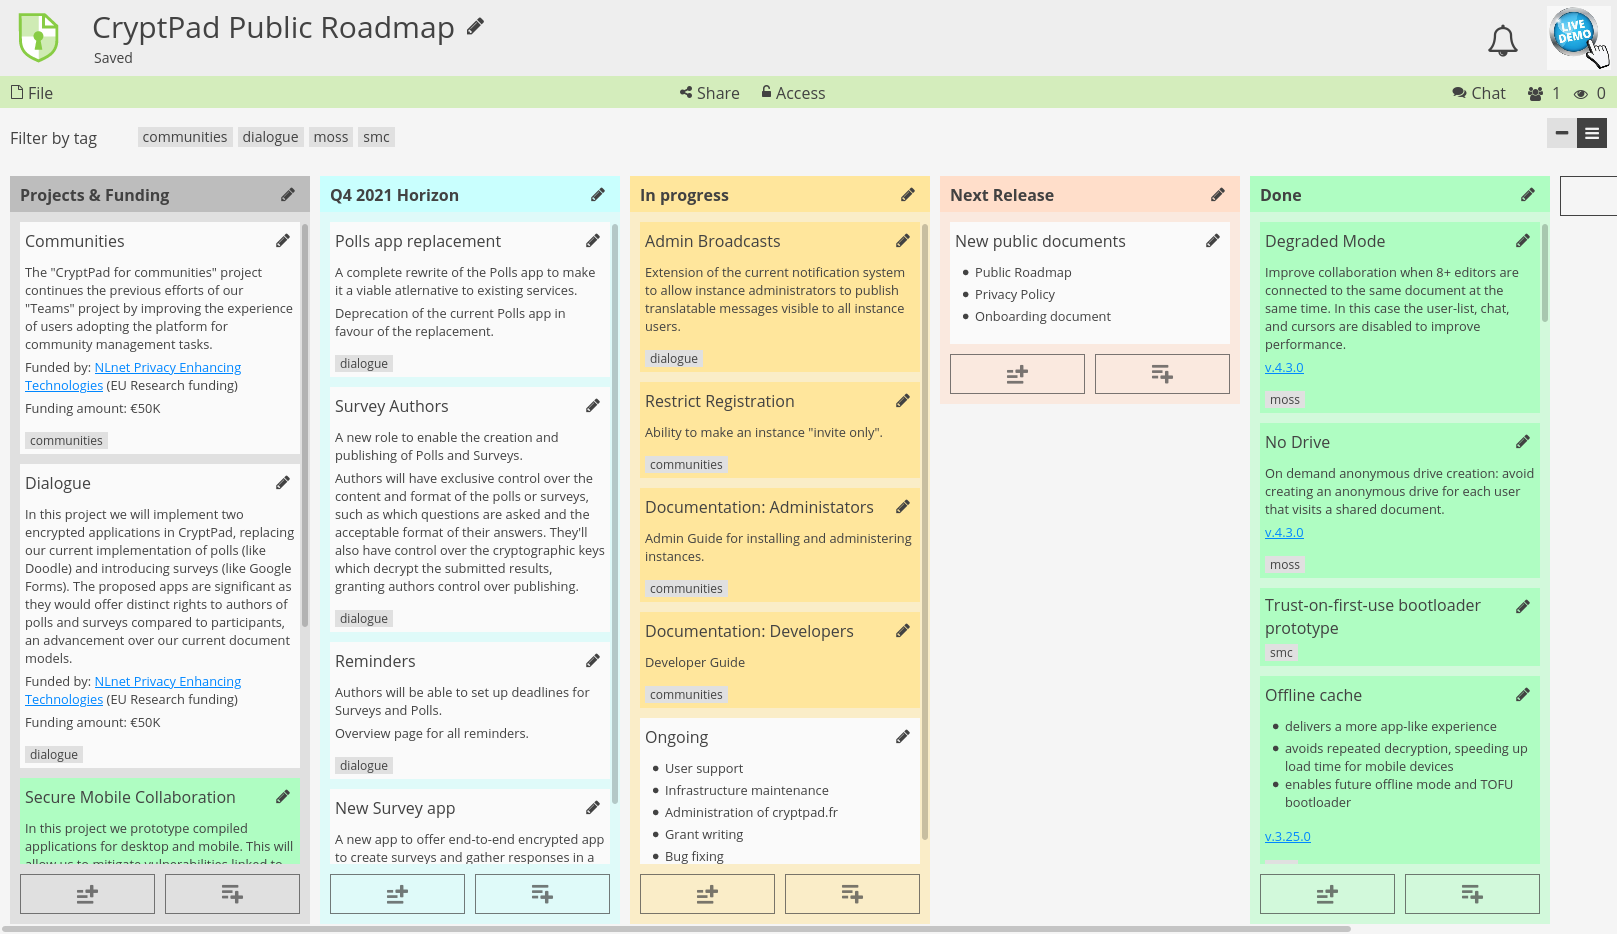 CryptPad Public Roadmap
Saved
LIVE
DEMO
File
Share
Access
Chat
1
0
Filter by tag
communities
dialogue
moss
smc
Projects & Funding
Communities
The "CryptPad for communities" project
continues the previous efforts of our
"Teams" project by improving the experience
of users adopting the platform for
community management tasks.
Funded by: NLnet Privacy Enhancing
Technologies (EU Research funding)
Funding amount: €50K
communities
Dialogue
In this project we will implement two
encrypted applications in CryptPad, replacing
our current implementation of polls (like
Doodle) and introducing surveys (like Google
Forms). The proposed apps are significant as
they would offer distinct rights to authors of
polls and surveys compared to participants,
an advancement over our current document
models.
Funded by: NLnet Privacy Enhancing
Technologies (EU Research funding)
Funding amount: €50K
dialogue
Secure Mobile Collaboration
In this project we prototype compiled
applications for desktop and mobile. This will
allow us to mitigate vulnerabilities linked to
Q4 2021 Horizon
Polls app replacement
A complete rewrite of the Polls app to make
it a viable atlernative to existing services.
Deprecation of the current Polls app in
favour of the replacement.
dialogue
Survey Authors
A new role to enable the creation and
publishing of Polls and Surveys.
Authors will have exclusive control over the
content and format of the polls or surveys,
such as which questions are asked and the
acceptable format of their answers. They'll
also have control over the cryptographic keys
which decrypt the submitted results,
granting authors control over publishing.
dialogue
Reminders
Authors will be able to set up deadlines for
Surveys and Polls.
Overview page for all reminders.
dialogue
New Survey app
A new app to offer end-to-end encrypted app
to create surveys and gather responses in a
In progress
Admin Broadcasts
Extension of the current notification system
to allow instance administrators to publish
translatable messages visible to all instance
users.
dialogue
Restrict Registration
Ability to make an instance "invite only".
communities
Documentation: Administators
Admin Guide for installing and administering
instances.
communities
Documentation: Developers
Developer Guide
communities
Ongoing
User support
Infrastructure maintenance
Administration of cryptpad.fr
Grant writing
Bug fixing
Next Release
New public documents
Public Roadmap
Privacy Policy
Onboarding document
Done
Degraded Mode
Improve collaboration when 8+ editors are
connected to the same document at the
same time. In this case the user-list, chat,
and cursors are disabled to improve
performance.
v.4.3.0
moss
No Drive
On demand anonymous drive creation: avoid
creating an anonymous drive for each user
that visits a shared document.
v.4.3.0
moss
Trust-on-first-use bootloader
prototype
smc
Offline cache
delivers a more app-like experience
avoids repeated decryption, speeding up
load time for mobile devices
enables future offline mode and TOFU
bootloader
v.3.25.0